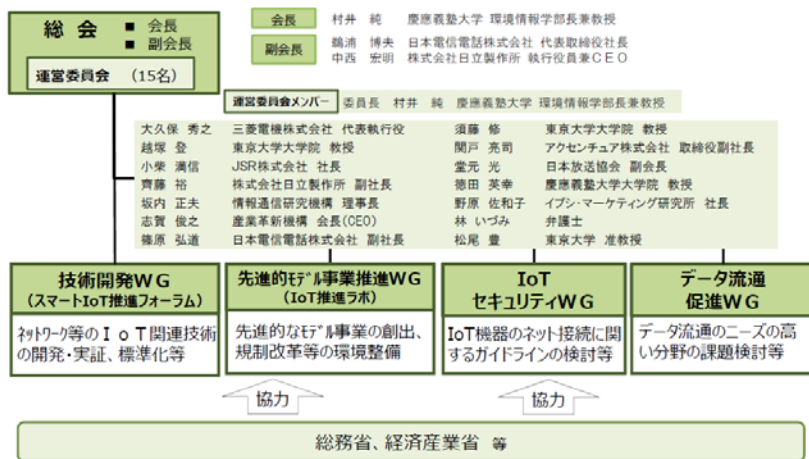 総 会
■ 会長
■ 副会長
運営委員会 (15名)
会長 村井 純 慶應義塾大学 環境情報学部長兼教授
副会長 鵜浦 博夫 日本電信電話株式会社 代表取締役社長
中西 宏明 株式会社日立製作所 執行役員兼CEO
運営委員会メンバー 委員長 村井 純 慶應義塾大学 環境情報学部長兼教授
大久保 秀之 三菱電機株式会社 代表執行役
越塚 登 東京大学大学院 教授
小柴 満信 JSR株式会社 社長
齊藤 裕 株式会社日立製作所 副社長
坂内 正夫 情報通信研究機構 理事長
志賀 俊之 産業革新機構 会長(CEO)
篠原 弘道 日本電信電話株式会社 副社長
須藤 修 東京大学大学院 教授
関戸 亮司 アクセンチュア株式会社 取締役副社長
堂元 光 日本放送協会 副会長
徳田 英幸 慶應義塾大学大学院 教授
野原 佐和子 イプシ・マーケティング研究所 社長
林 いづみ 弁護士
松尾 豊 東京大学 准教授
技術開発WG
(スマートIoT推進フォーラム)
ネットワーク等のIoT関連技術
の開発・実証、標準化等
先進的モデル事業推進WG
(IoT推進ラボ)
先進的なモデル事業の創出、
規制改革等の環境整備
IoT
セキュリティWG
IoT機器のネット接続に関
するガイドラインの検討等
データ流通
促進WG
データ流通のニーズの高
い分野の課題検討等
協力
協力
総務省、経済産業省 等